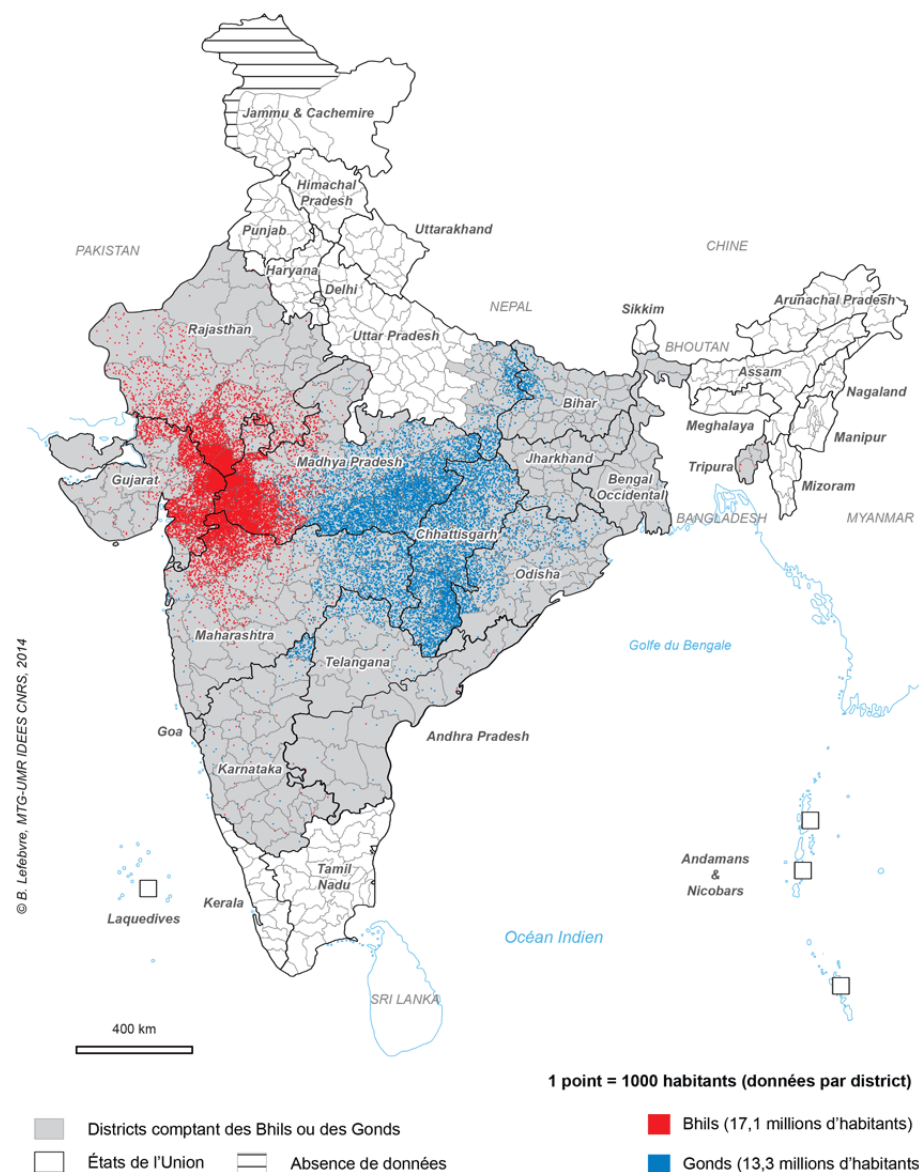 Jammu & Cachemire
Himachal
Pradesh
Punjab
Uttarakhand
PAKISTAN
CHINE
Haryana
Delhi
NEPAL
Sikkim
Arunachal Pradesh
Rajasthan
Uttar Pradesh
BHOUTAN
Assam
Bihar
Nagaland
Meghalaya
Manipur
Madhya Pradesh
Jharkhand
Tripura
Gujarat
Bengal
Occidental
Mizoram
BANGLADESH
MYANMAR
Chhattisgarh
Odisha
Maharashtra
Telangana
Golfe du Bengale
Goa
Andhra Pradesh
Karnataka
Andamans
&
Nicobars
Tamil
Nadu
Laquedives
Kerala
Océan Indien
SRI LANKA
© B. Lefebvre, MTG-UMR IDEES CNRS, 2014
400 km
1 point = 1000 habitants (données par district)
Districts comptant des Bhils ou des Gonds
Bhils (17,1 millions d'habitants)
États de l'Union
Absence de données
Gonds (13,3 millions d'habitants